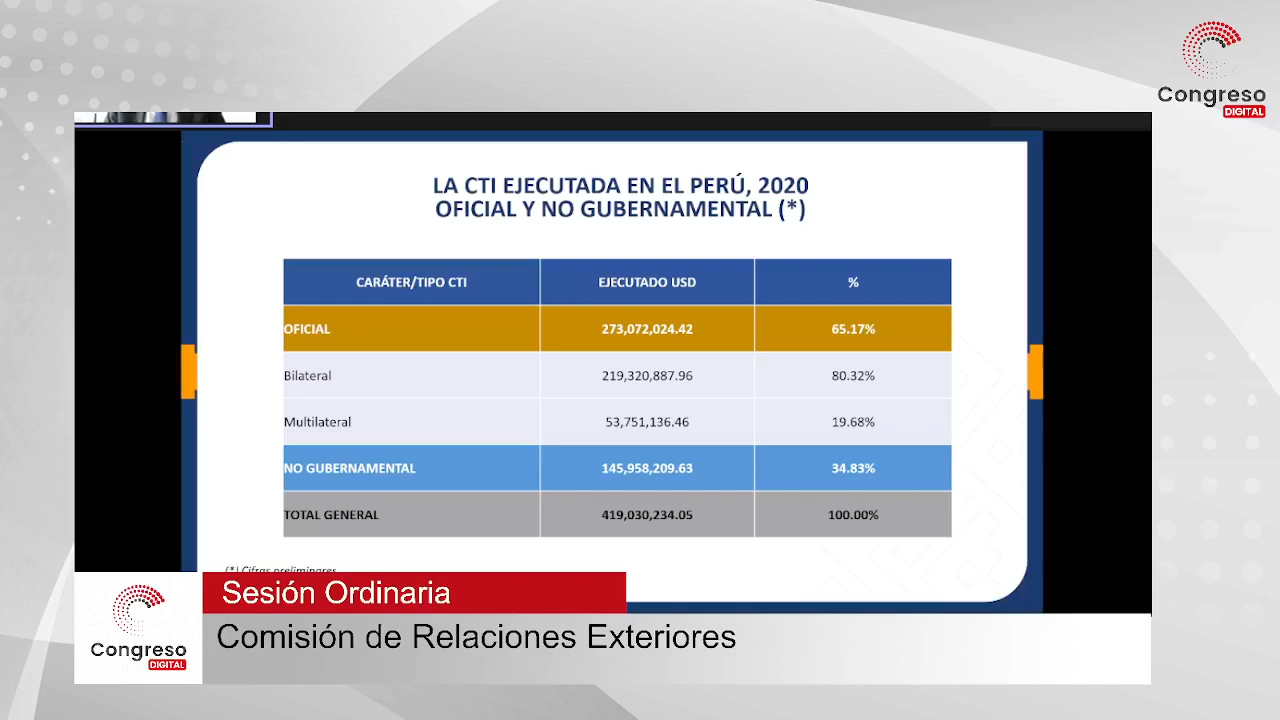 Congreso
DIGITAL
LA CTI EJECUTADA EN EL PERÚ, 2020
OFICIAL Y NO GUBERNAMENTAL (*)
CARÁTER/TIPO CTI EJECUTADO USD %
OFICIAL 273,072,024.42 65.17%
Bilateral 219,320,887.96 80.32%
Multilateral 53,751,136.46 19.68%
NO GUBERNAMENTAL 145,958,209.63 34.83%
TOTAL GENERAL 419,030,234.05 100.00%
(*) Cifras preliminares
Sesión Ordinaria
Comisión de Relaciones Exteriores
Congreso
DIGITAL